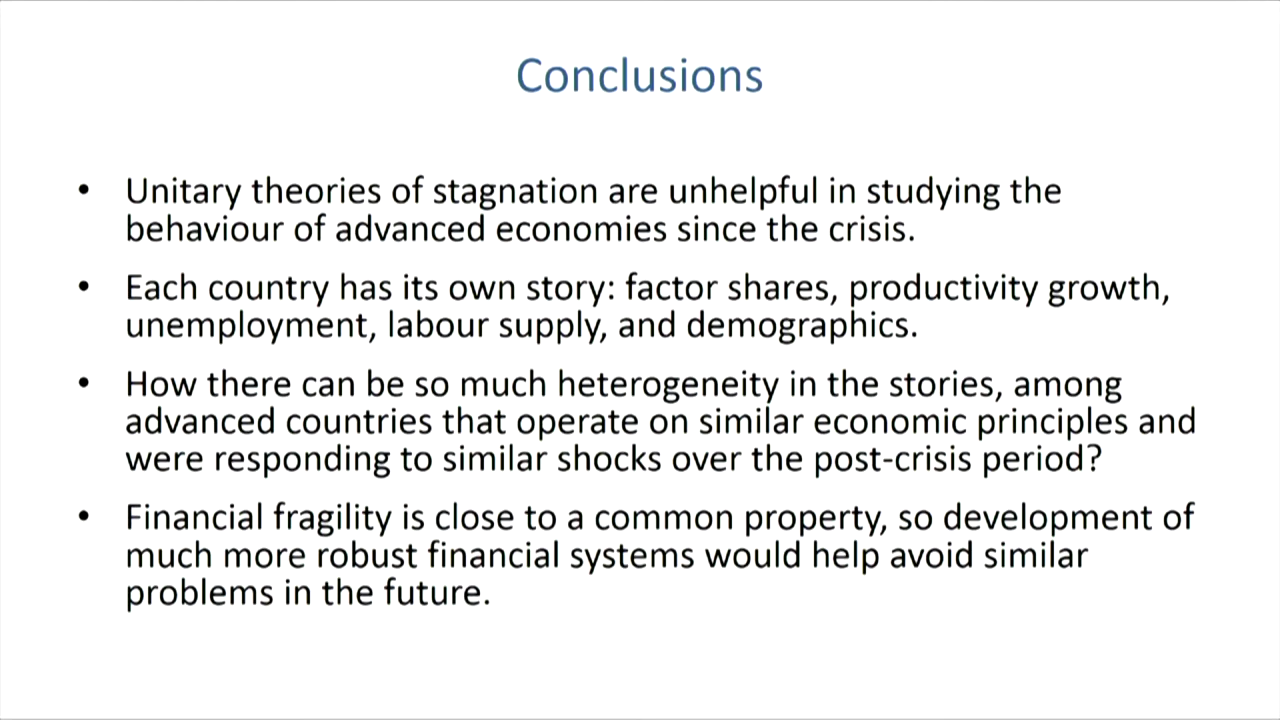 Conclusions
• Unitary theories of stagnation are unhelpful in studying the
behaviour of advanced economies since the crisis.
• Each country has its own story: factor shares, productivity growth,
unemployment, labour supply, and demographics.
• How there can be so much heterogeneity in the stories, among
advanced countries that operate on similar economic principles and
were responding to similar shocks over the post-crisis period?
• Financial fragility is close to a common property, so development of
much more robust financial systems would help avoid similar
problems in the future.